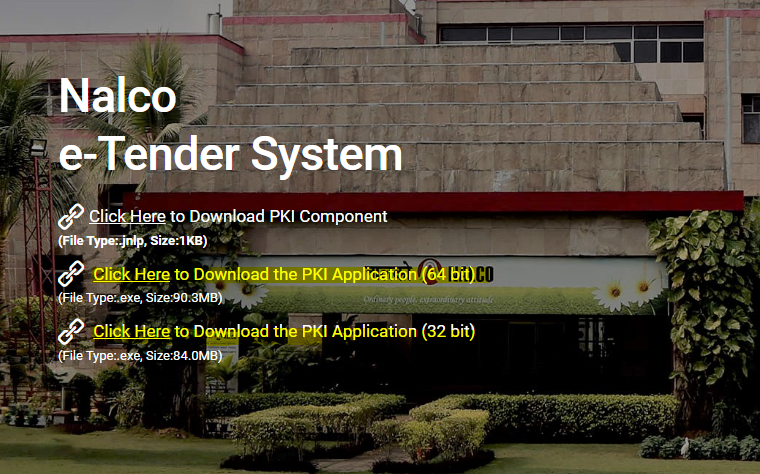 Nalco
e-Tender System
Click Here to Download PKI Component
(File Type:.jnlp, Size:1KB)
Click Here to Download the PKI Application (64 bit)
(File Type:.exe, Size:90.3MB)
Ordinary people, extraordinary attitude
Click Here to Download the PKI Application (32 bit)
(File Type:.exe, Size:84.0MB)